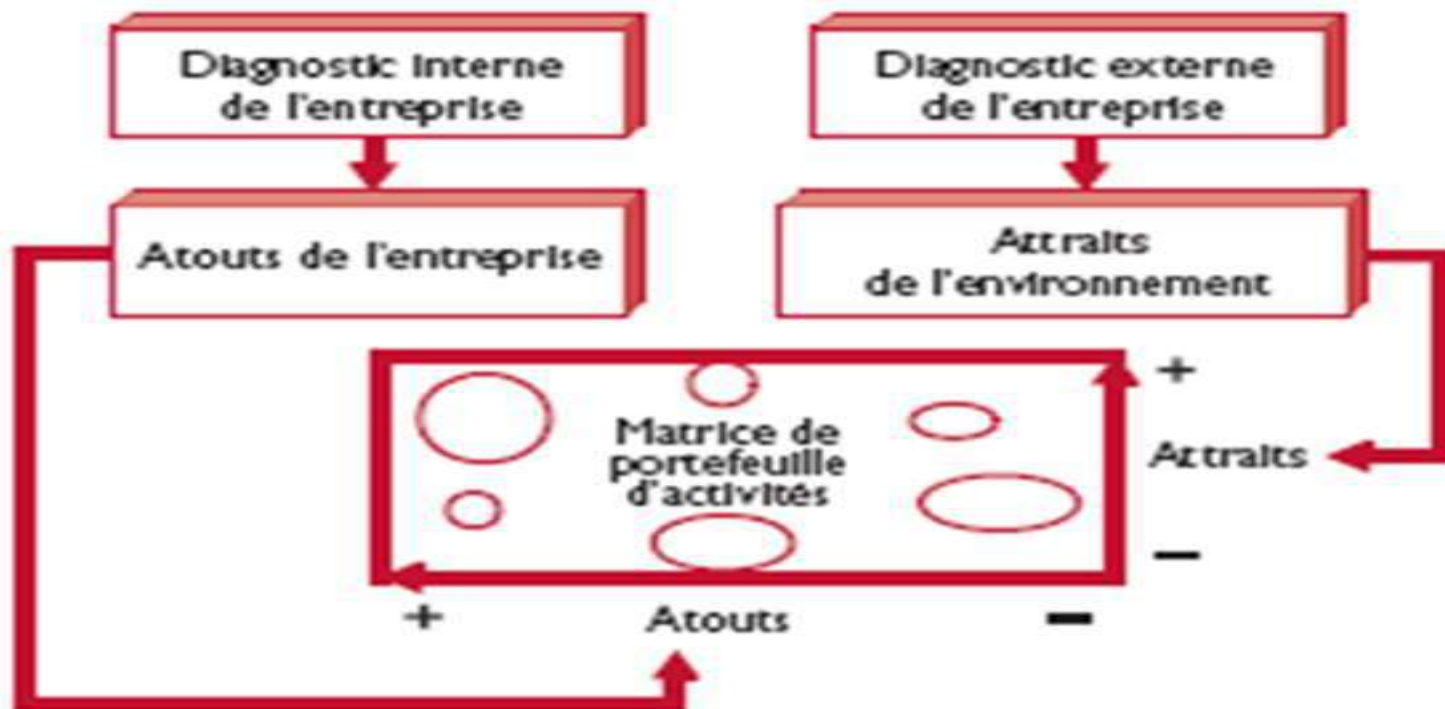 Diagnostic interne
de l'entreprise
Diagnostic externe
de l'entreprise
Atouts de l'entreprise
Attraits
de l'environnement
+
Matrice de
portefeuille
d'activités
Attraits
−
+
Atouts
−